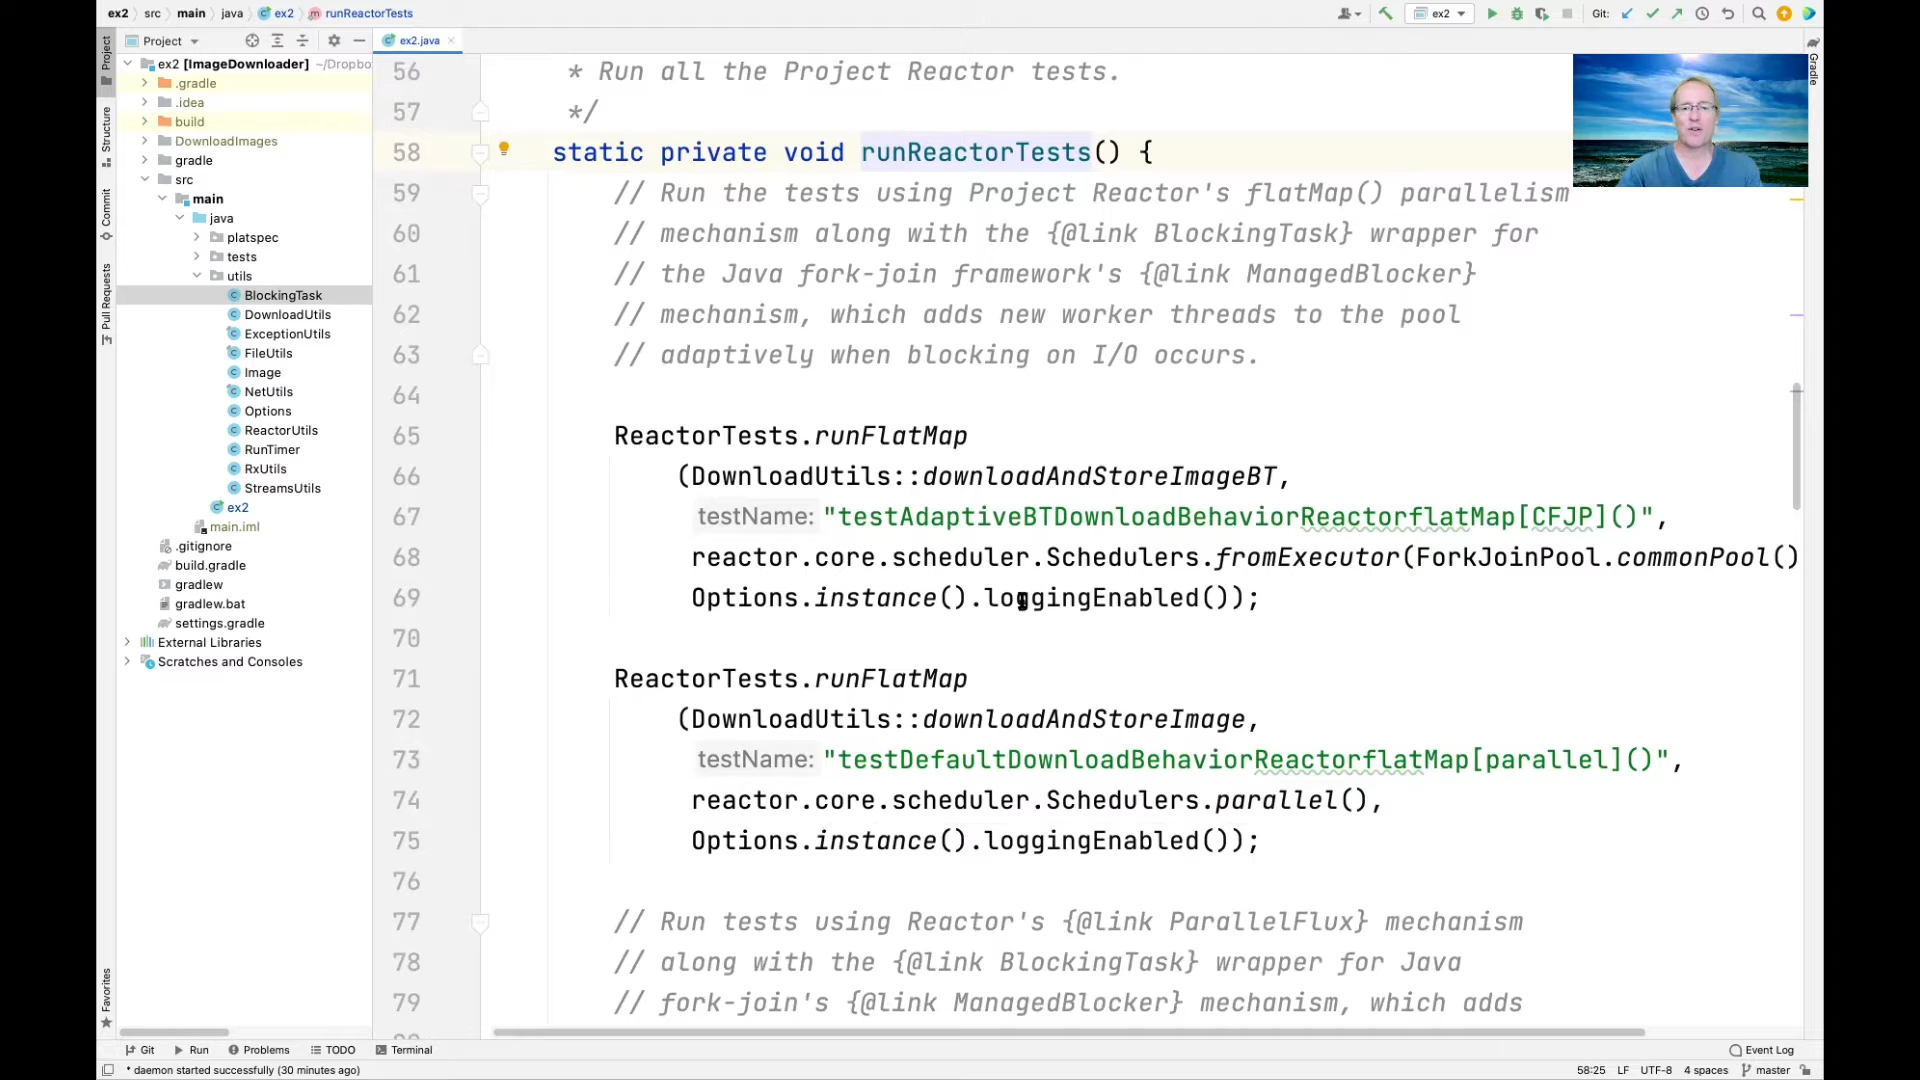 ex2 src main java ex2 runReactorTests
ex2 Git:
Project ex2.java
ex2 [ImageDownloader] ~/Dropbo
.gradle
.idea
build
DownloadImages
gradle
src
main
java
platspec
tests
utils
BlockingTask
DownloadUtils
ExceptionUtils
FileUtils
Image
NetUtils
Options
ReactorUtils
RunTimer
RxUtils
StreamsUtils
ex2
main.iml
.gitignore
build.gradle
gradlew
gradlew.bat
settings.gradle
External Libraries
Scratches and Consoles
Project
Structure
Commit
Pull Requests
Favorites
56 * Run all the Project Reactor tests.
57 */
58 static private void runReactorTests() {
59 // Run the tests using Project Reactor's flatMap() parallelism
60 // mechanism along with the {@link BlockingTask} wrapper for
61 // the Java fork-join framework's {@link ManagedBlocker}
62 // mechanism, which adds new worker threads to the pool
63 // adaptively when blocking on I/O occurs.
64
65 ReactorTests.runFlatMap
66 (DownloadUtils::downloadAndStoreImageBT,
67 testName: "testAdaptiveBTDownloadBehaviorReactorflatMap[CFJP]()",
68 reactor.core.scheduler.Schedulers.fromExecutor(ForkJoinPool.commonPool()
69 Options.instance().loggingEnabled());
70
71 ReactorTests.runFlatMap
72 (DownloadUtils::downloadAndStoreImage,
73 testName: "testDefaultDownloadBehaviorReactorflatMap[parallel]()",
74 reactor.core.scheduler.Schedulers.parallel(),
75 Options.instance().loggingEnabled());
76
77 // Run tests using Reactor's {@link ParallelFlux} mechanism
78 // along with the {@link BlockingTask} wrapper for Java
79 // fork-join's {@link ManagedBlocker} mechanism, which adds
Gradle
Git Run Problems TODO Terminal Event Log
* daemon started successfully (30 minutes ago) 58:25 LF UTF-8 4 spaces master